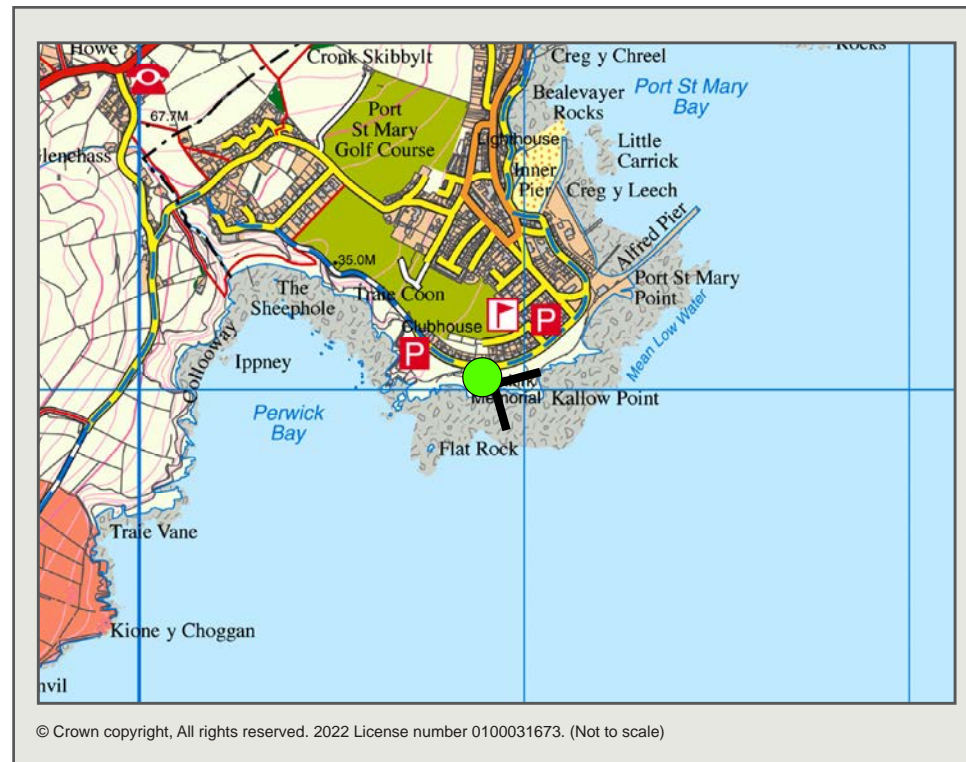 Howe
Cronk Skibbylt
Creg y Chreel
Rocks
Port St Mary
Bay
Bealevayer
Rocks
67.7M
Port
St Mary
Golf Course
Lighthouse
Little
Carrick
Glenchass
Inner
Pier
Creg y Leech
Alfred Pier
35.0M
Port St Mary
Point
The
Sheephole
Traie Coon
Mean Low Water
P
P
Clubhouse
Collooway
Ippney
Memorial
Kallow Point
Perwick
Bay
Flat Rock
Traie Vane
Kione y Choggan
nvil
© Crown copyright, All rights reserved. 2022 License number 0100031673. (Not to scale)